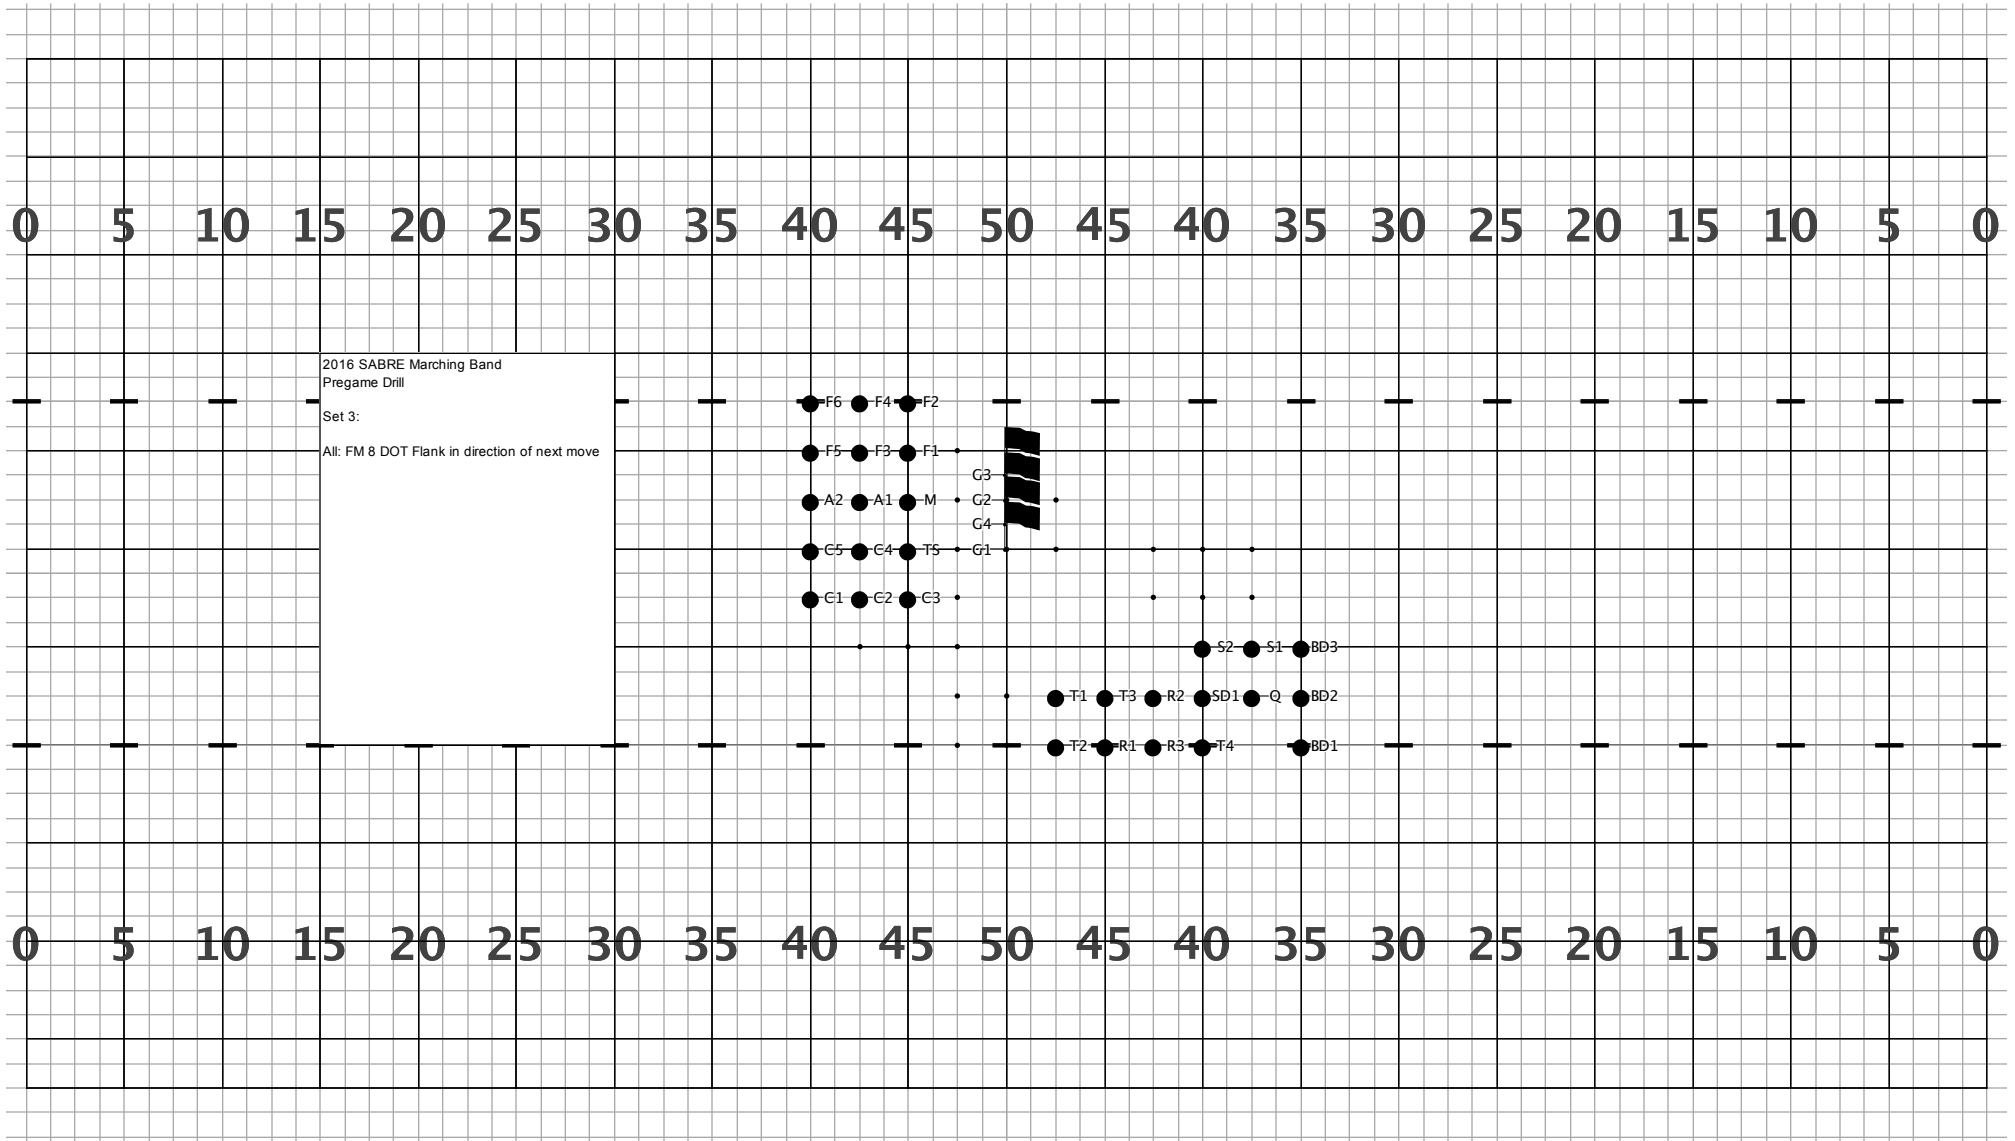 0 5 10 15 20 25 30 35 40 45 50 45 40 35 30 25 20 15 10 5 0
2016 SABRE Marching Band
Pregame Drill
Set 3:
All: FM 8 DOT Flank in direction of next move
F6 F4 F2
F5 F3 F1
G3
A2 A1 M G2
G4
C5 C4 TS G1
C1 C2 C3
S2 S1 BD3
T1 T3 R2 SD1 Q BD2
T2 R1 R3 T4 BD1
0 5 10 15 20 25 30 35 40 45 50 45 40 35 30 25 20 15 10 5 0